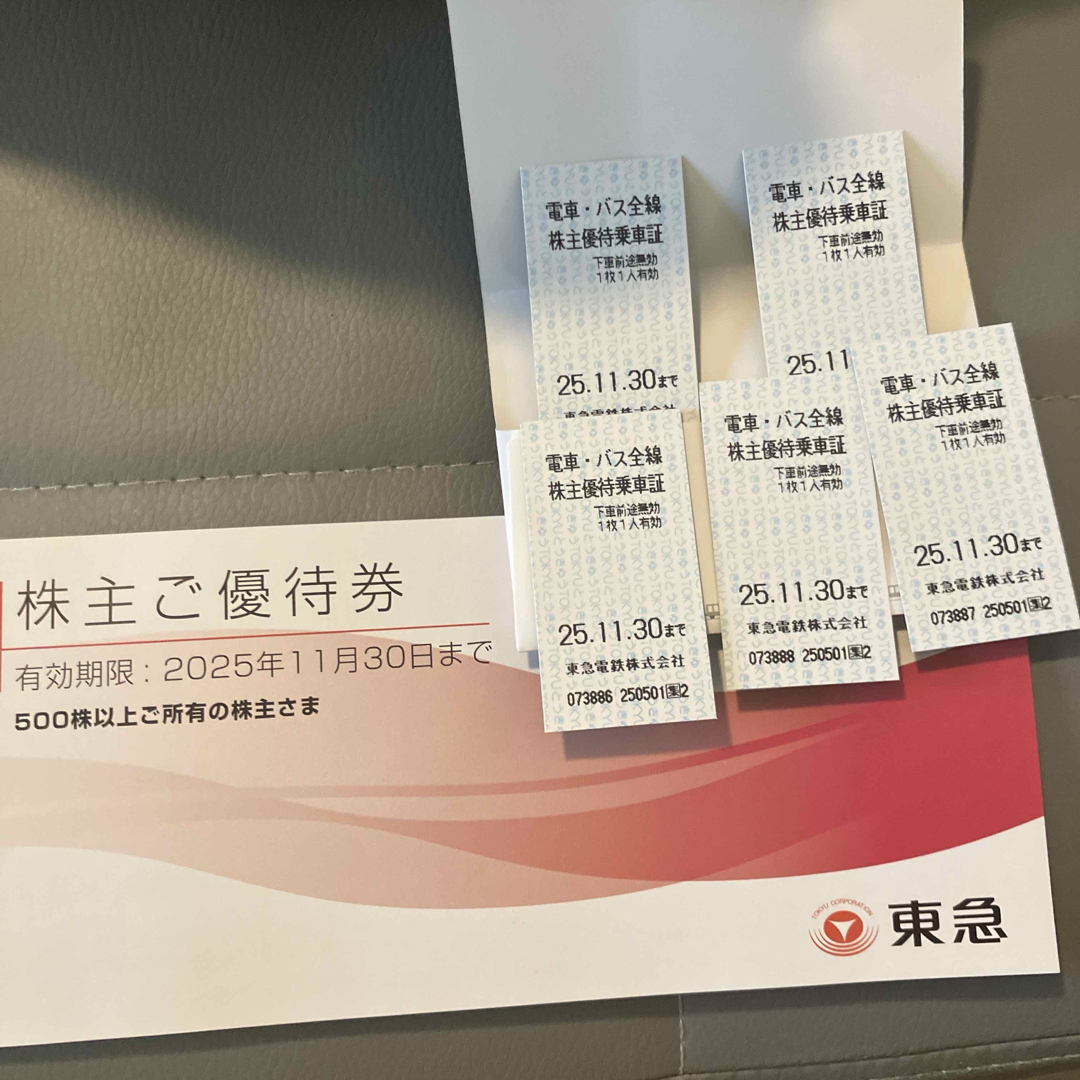 電車・バス全線
株主優待乗車証
下車前途無効
1枚1人有効
25.11.30まで
東急電鉄株式会社
電車・バス全線
株主優待乗車証
下車前途無効
1枚1人有効
25.11
電車・バス全線
株主優待乗車証
下車前途無効
1枚1人有効
25.11.30まで
東急電鉄株式会社
073886 250501 2
電車・バス全線
株主優待乗車証
下車前途無効
1枚1人有効
25.11.30まで
東急電鉄株式会社
073888 250501 2
電車・バス全線
株主優待乗車証
下車前途無効
1枚1人有効
25.11.30まで
東急電鉄株式会社
073887 250501 2
株主ご優待券
有効期限:2025年11月30日まで
500株以上ご所有の株主さま
TOKYU CORPORATION
東急